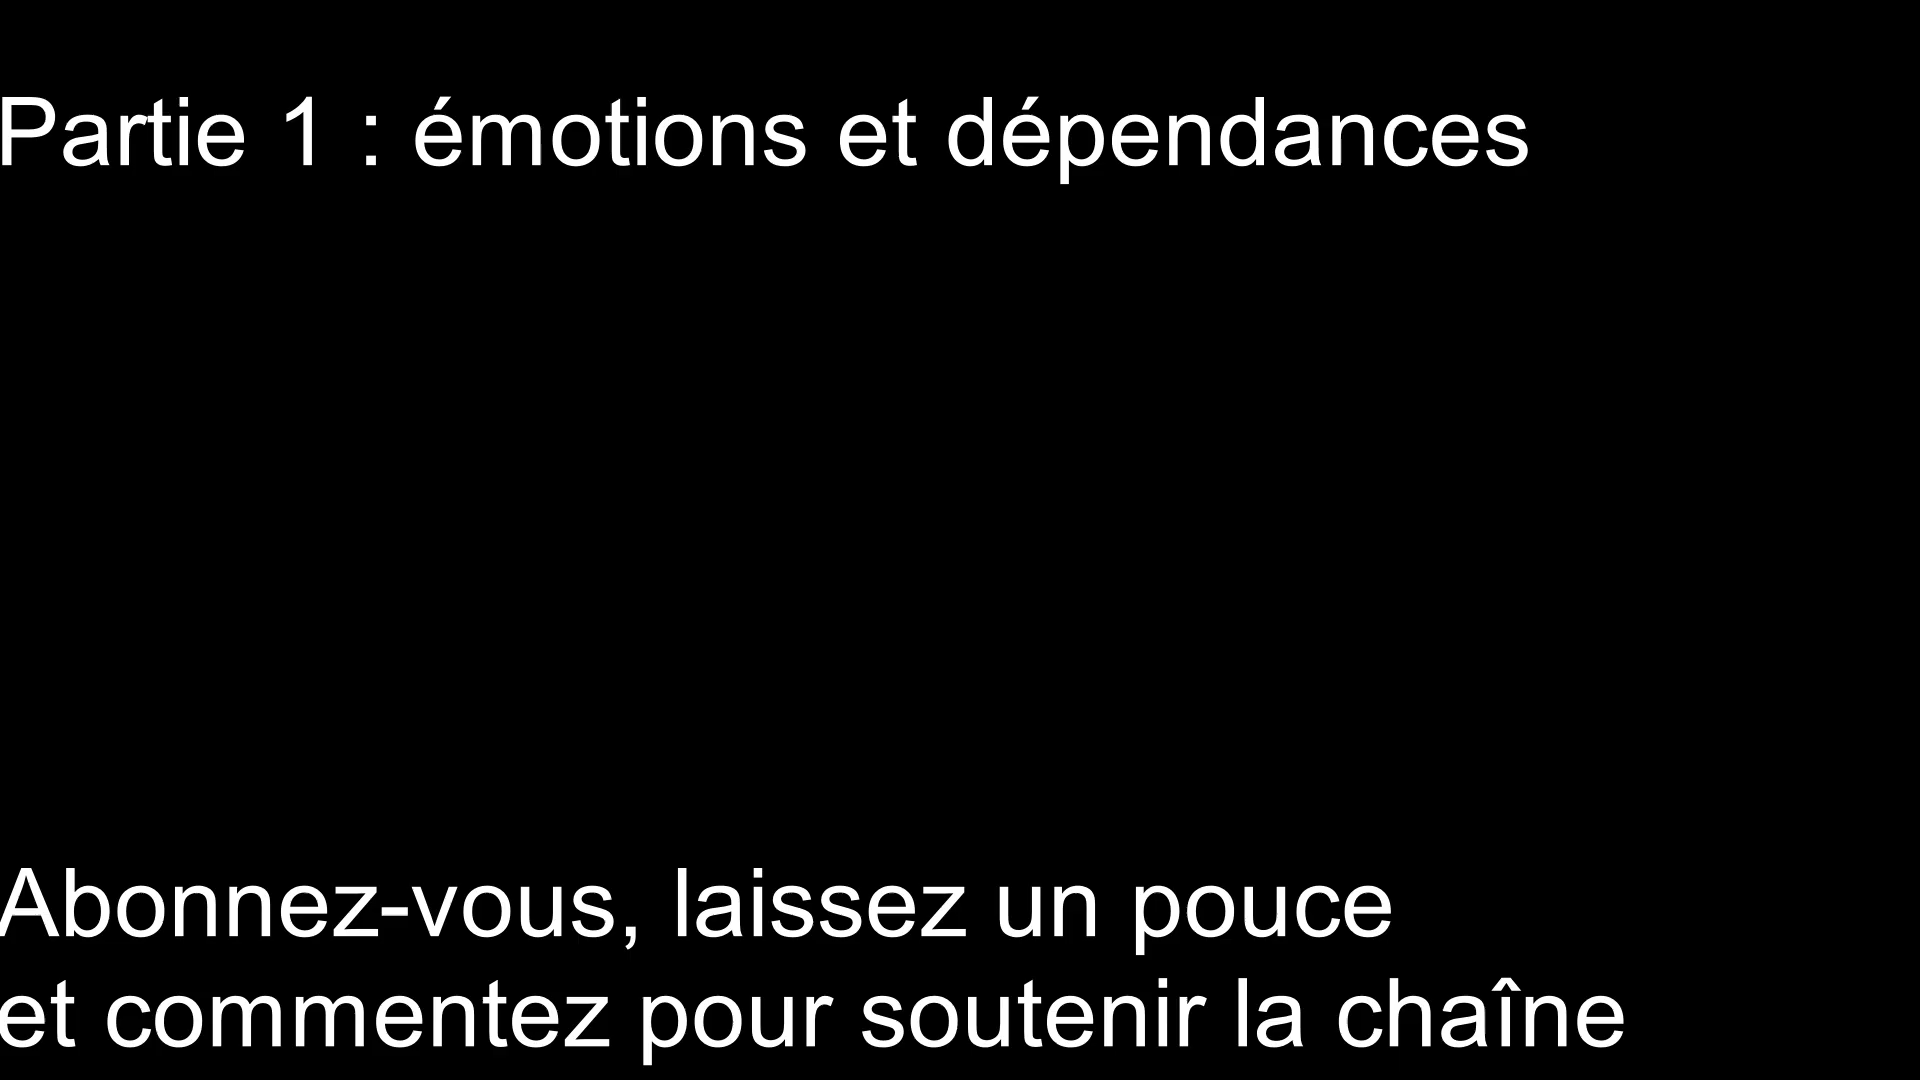 Partie 1 : émotions et dépendances
Abonnez-vous, laissez un pouce
et commentez pour soutenir la chaîne